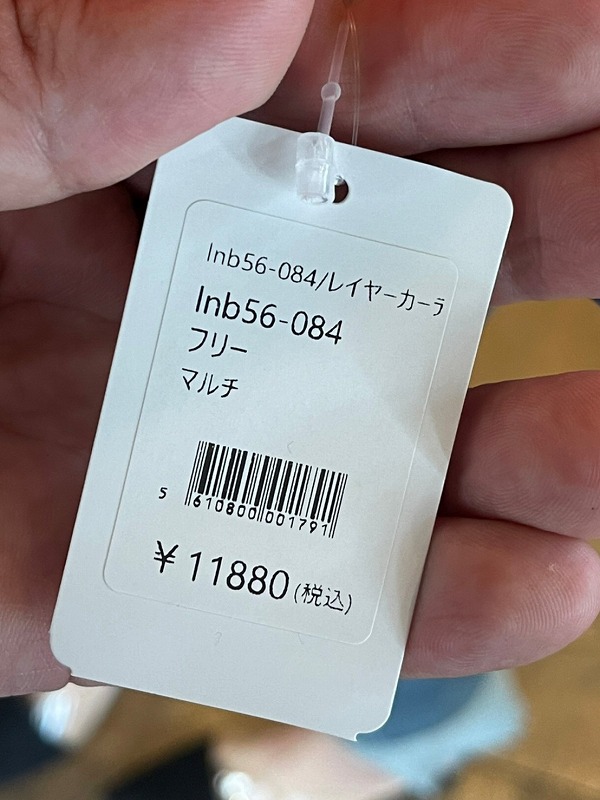 lnb56-084/レイヤーカーラ
lnb56-084
フリー
マルチ
5 610800 001791
¥11880(税込)